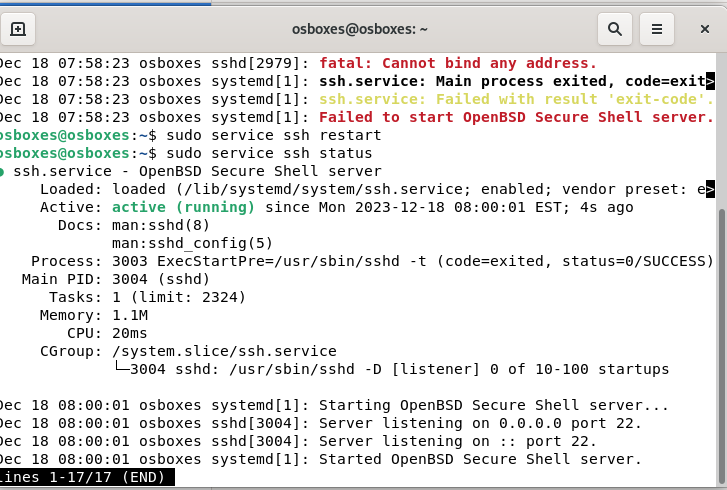 osboxes@osboxes: ~
Dec 18 07:58:23 osboxes sshd[2979]: fatal: Cannot bind any address.
Dec 18 07:58:23 osboxes systemd[1]: ssh.service: Main process exited, code=exit>
Dec 18 07:58:23 osboxes systemd[1]: ssh.service: Failed with result 'exit-code'.
Dec 18 07:58:23 osboxes systemd[1]: Failed to start OpenBSD Secure Shell server.
osboxes@osboxes:~$ sudo service ssh restart
osboxes@osboxes:~$ sudo service ssh status
● ssh.service - OpenBSD Secure Shell server
Loaded: loaded (/lib/systemd/system/ssh.service; enabled; vendor preset: e>
Active: active (running) since Mon 2023-12-18 08:00:01 EST; 4s ago
Docs: man:sshd(8)
man:sshd_config(5)
Process: 3003 ExecStartPre=/usr/sbin/sshd -t (code=exited, status=0/SUCCESS)
Main PID: 3004 (sshd)
Tasks: 1 (limit: 2324)
Memory: 1.1M
CPU: 20ms
CGroup: /system.slice/ssh.service
└─3004 sshd: /usr/sbin/sshd -D [listener] 0 of 10-100 startups
Dec 18 08:00:01 osboxes systemd[1]: Starting OpenBSD Secure Shell server...
Dec 18 08:00:01 osboxes sshd[3004]: Server listening on 0.0.0.0 port 22.
Dec 18 08:00:01 osboxes sshd[3004]: Server listening on :: port 22.
Dec 18 08:00:01 osboxes systemd[1]: Started OpenBSD Secure Shell server.
lines 1-17/17 (END)